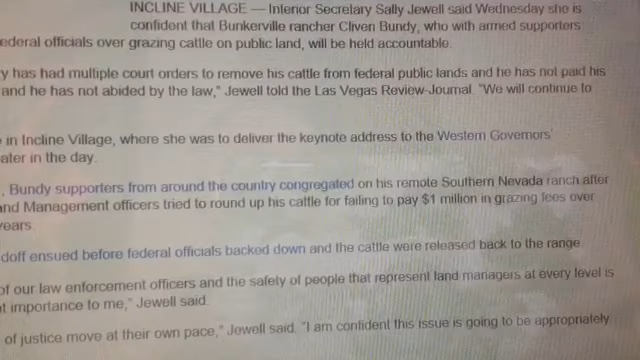 INCLINE VILLAGE — Interior Secretary Sally Jewell said Wednesday she is
confident that Bunkerville rancher Cliven Bundy, who with armed supporters
ederal officials over grazing cattle on public land, will be held accountable.
y has had multiple court orders to remove his cattle from federal public lands and he has not paid his
and he has not abided by the law," Jewell told the Las Vegas Review-Journal. "We will continue to
in Incline Village, where she was to deliver the keynote address to the Western Governors'
ater in the day.
, Bundy supporters from around the country congregated on his remote Southern Nevada ranch after
and Management officers tried to round up his cattle for failing to pay $1 million in grazing fees over
years.
doff ensued before federal officials backed down and the cattle were released back to the range.
of our law enforcement officers and the safety of people that represent land managers at every level is
t importance to me," Jewell said.
of justice move at their own pace," Jewell said. "I am confident this issue is going to be appropriately